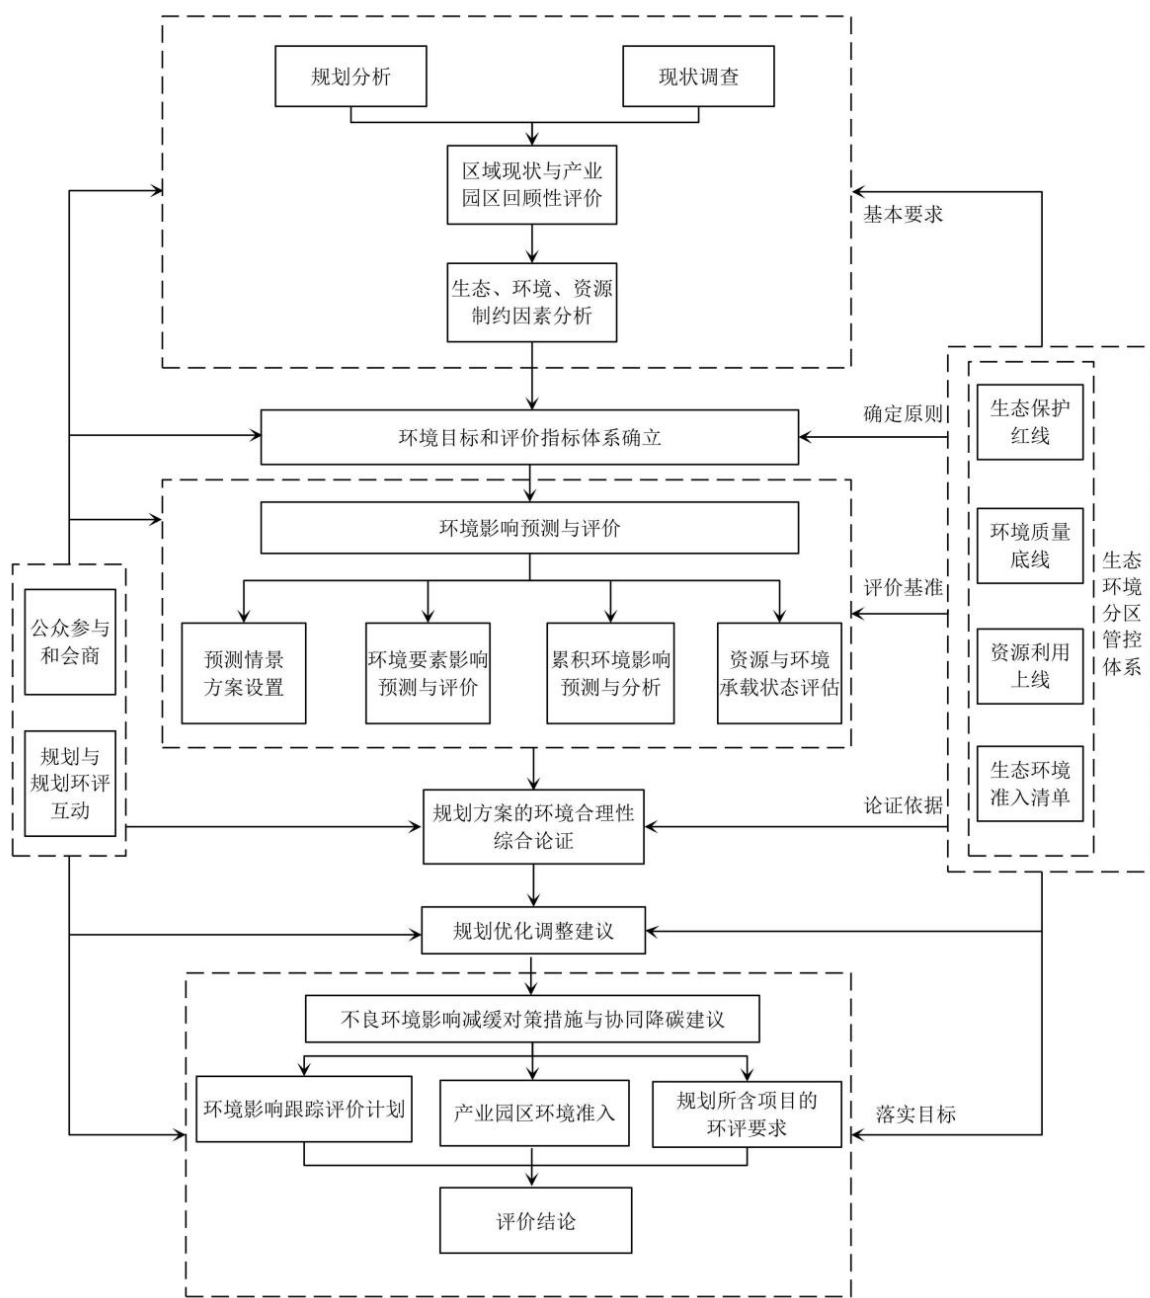 规划分析
现状调查
区域现状与产业
园区回顾性评价
基本要求
生态、环境、资源
制约因素分析
确定原则
环境目标和评价指标体系确立
环境影响预测与评价
评价基准
预测情景
方案设置
环境要素影响
预测与评价
累积环境影响
预测与分析
资源与环境
承载状态评估
公众参与
和会商
规划与
规划环评
互动
生态保护
红线
环境质量
底线
资源利用
上线
生态环境
准入清单
生态
环境
分区
管控
体系
论证依据
规划方案的环境合理性
综合论证
规划优化调整建议
不良环境影响减缓对策措施与协同降碳建议
环境影响跟踪评价计划
产业园区环境准入
规划所含项目的
环评要求
落实目标
评价结论